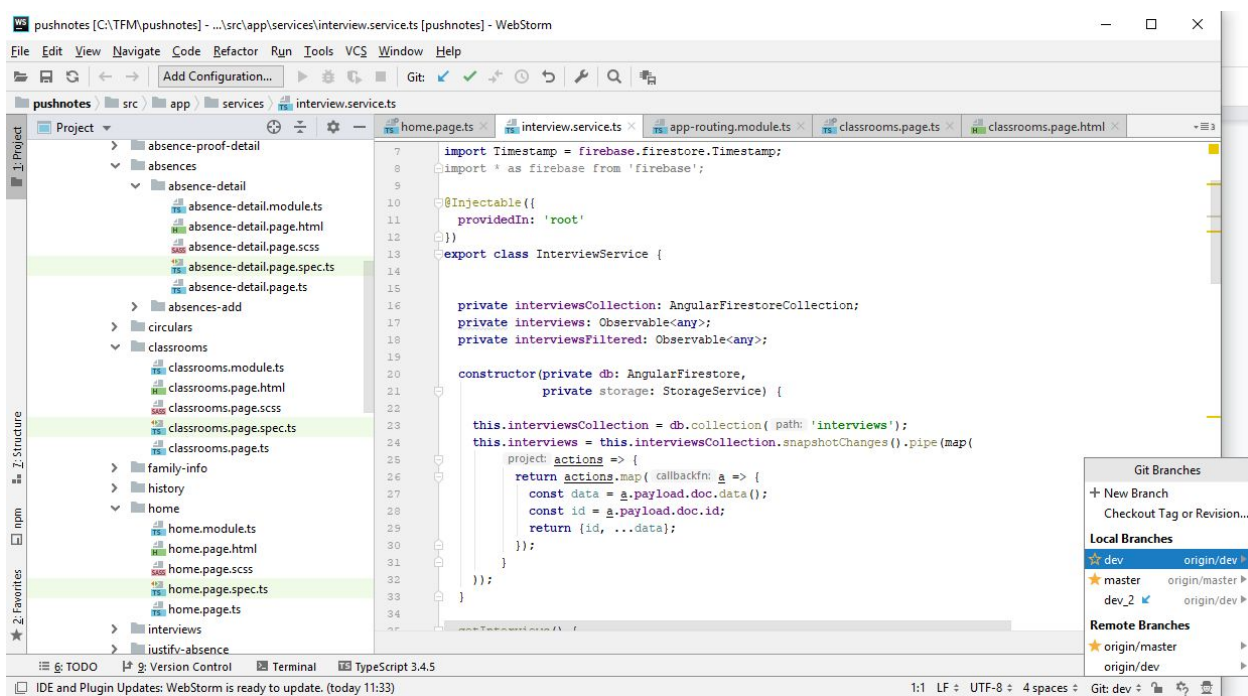 WS pushnotes [C:\TFM\pushnotes] - ...\src\app\services\interview.service.ts [pushnotes] - WebStorm
File Edit View Navigate Code Refactor Run Tools VCS Window Help
Add Configuration... Git:
pushnotes src app services interview.service.ts
Project
home.page.ts interview.service.ts app-routing.module.ts classrooms.page.ts classrooms.page.html 3
1: Project
7: Structure
npm
2: Favorites
absence-proof-detail
absences
absence-detail
absence-detail.module.ts
absence-detail.page.html
absence-detail.page.scss
absence-detail.page.spec.ts
absence-detail.page.ts
absences-add
circulars
classrooms
classrooms.module.ts
classrooms.page.html
classrooms.page.scss
classrooms.page.spec.ts
classrooms.page.ts
family-info
history
home
home.module.ts
home.page.html
home.page.scss
home.page.spec.ts
home.page.ts
interviews
justify-absence
7 import Timestamp = firebase.firestore.Timestamp;
8 import * as firebase from 'firebase';
9
10 @Injectable({
11 providedIn: 'root'
12 })
13 export class InterviewService {
14
15
16 private interviewsCollection: AngularFirestoreCollection;
17 private interviews: Observable<any>;
18 private interviewsFiltered: Observable<any>;
19
20 constructor(private db: AngularFirestore,
21 private storage: StorageService) {
22
23 this.interviewsCollection = db.collection( path: 'interviews');
24 this.interviews = this.interviewsCollection.snapshotChanges().pipe(map(
25 project: actions => {
26 return actions.map( callbackfn: a => {
27 const data = a.payload.doc.data();
28 const id = a.payload.doc.id;
29 return {id, ...data};
30 });
31 }
32 ));
33 }
34
35 getInterviews() {
Git Branches
+ New Branch
Checkout Tag or Revision...
Local Branches
dev origin/dev
master origin/master
dev_2 origin/dev
Remote Branches
origin/master
origin/dev
6: TODO 9: Version Control Terminal TypeScript 3.4.5
IDE and Plugin Updates: WebStorm is ready to update. (today 11:33) 1:1 LF UTF-8 4 spaces Git: dev